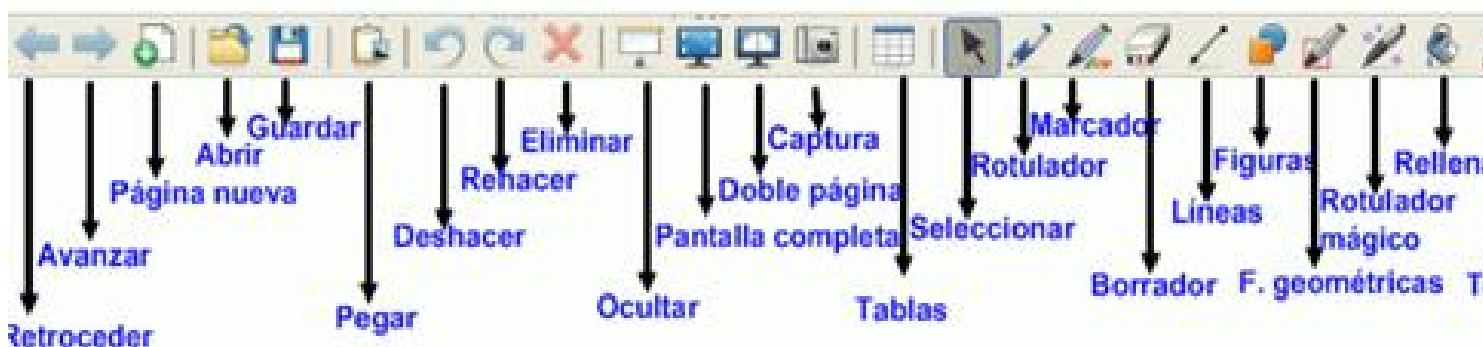 Guardar
Marcador
Eliminar
Captura
Abrir
Rotulador
Figuras
Rellena
Rehacer
Página nueva
Doble página
Rotulador
mágico
Líneas
Deshacer
Pantalla completa
Seleccionar
Avanzar
Borrador
F. geométricas
Ocultar
Tablas
Pegar
Retroceder